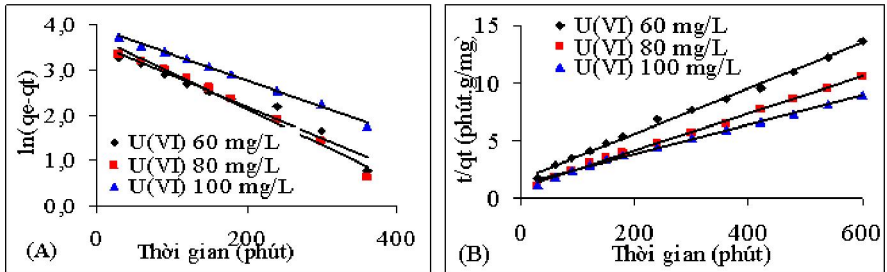 ln(qe-qt)
4,0
3,0
2,0
1,0
,0
U(VI) 60 mg/L
U(VI) 80 mg/L
U(VI) 100 mg/L
0
200
400
(A)
Thời gian (phút)
t/qt (phút.g/mg)
15
10
5
0
U(VI) 60 mg/L
U(VI) 80 mg/L
U(VI) 100 mg/L
0
200
400
600
(B)
Thời gian (phút)